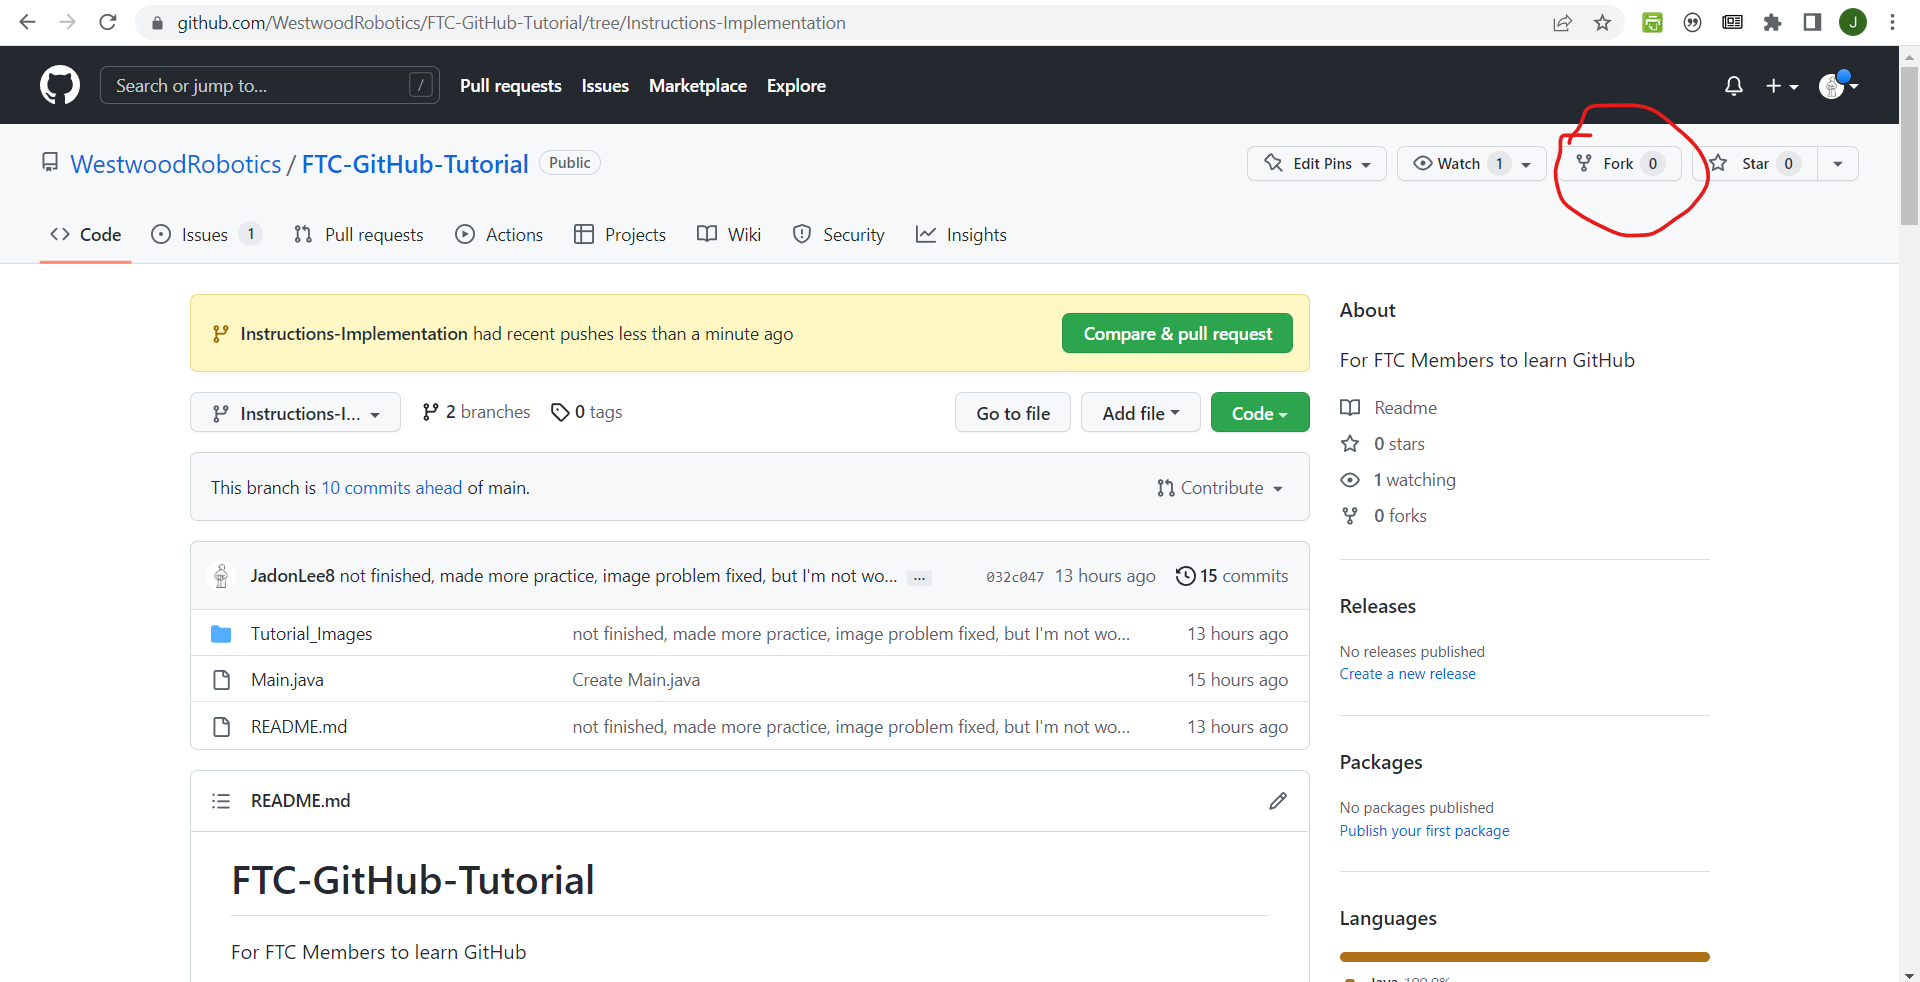 github.com/WestwoodRobotics/FTC-GitHub-Tutorial/tree/Instructions-Implementation
J
Search or jump to... /
Pull requests Issues Marketplace Explore
WestwoodRobotics / FTC-GitHub-Tutorial Public
Edit Pins Watch 1 Fork 0 Star 0
Code Issues 1 Pull requests Actions Projects Wiki Security Insights
Instructions-Implementation had recent pushes less than a minute ago
Compare & pull request
Instructions-I... 2 branches 0 tags
Go to file Add file Code
This branch is 10 commits ahead of main.
Contribute
JadonLee8 not finished, made more practice, image problem fixed, but I'm not wo... ... 032c047 13 hours ago 15 commits
Tutorial_Images not finished, made more practice, image problem fixed, but I'm not wo... 13 hours ago
Main.java Create Main.java 15 hours ago
README.md not finished, made more practice, image problem fixed, but I'm not wo... 13 hours ago
README.md
FTC-GitHub-Tutorial
For FTC Members to learn GitHub
About
For FTC Members to learn GitHub
Readme
0 stars
1 watching
0 forks
Releases
No releases published
Create a new release
Packages
No packages published
Publish your first package
Languages
Java 100.0%